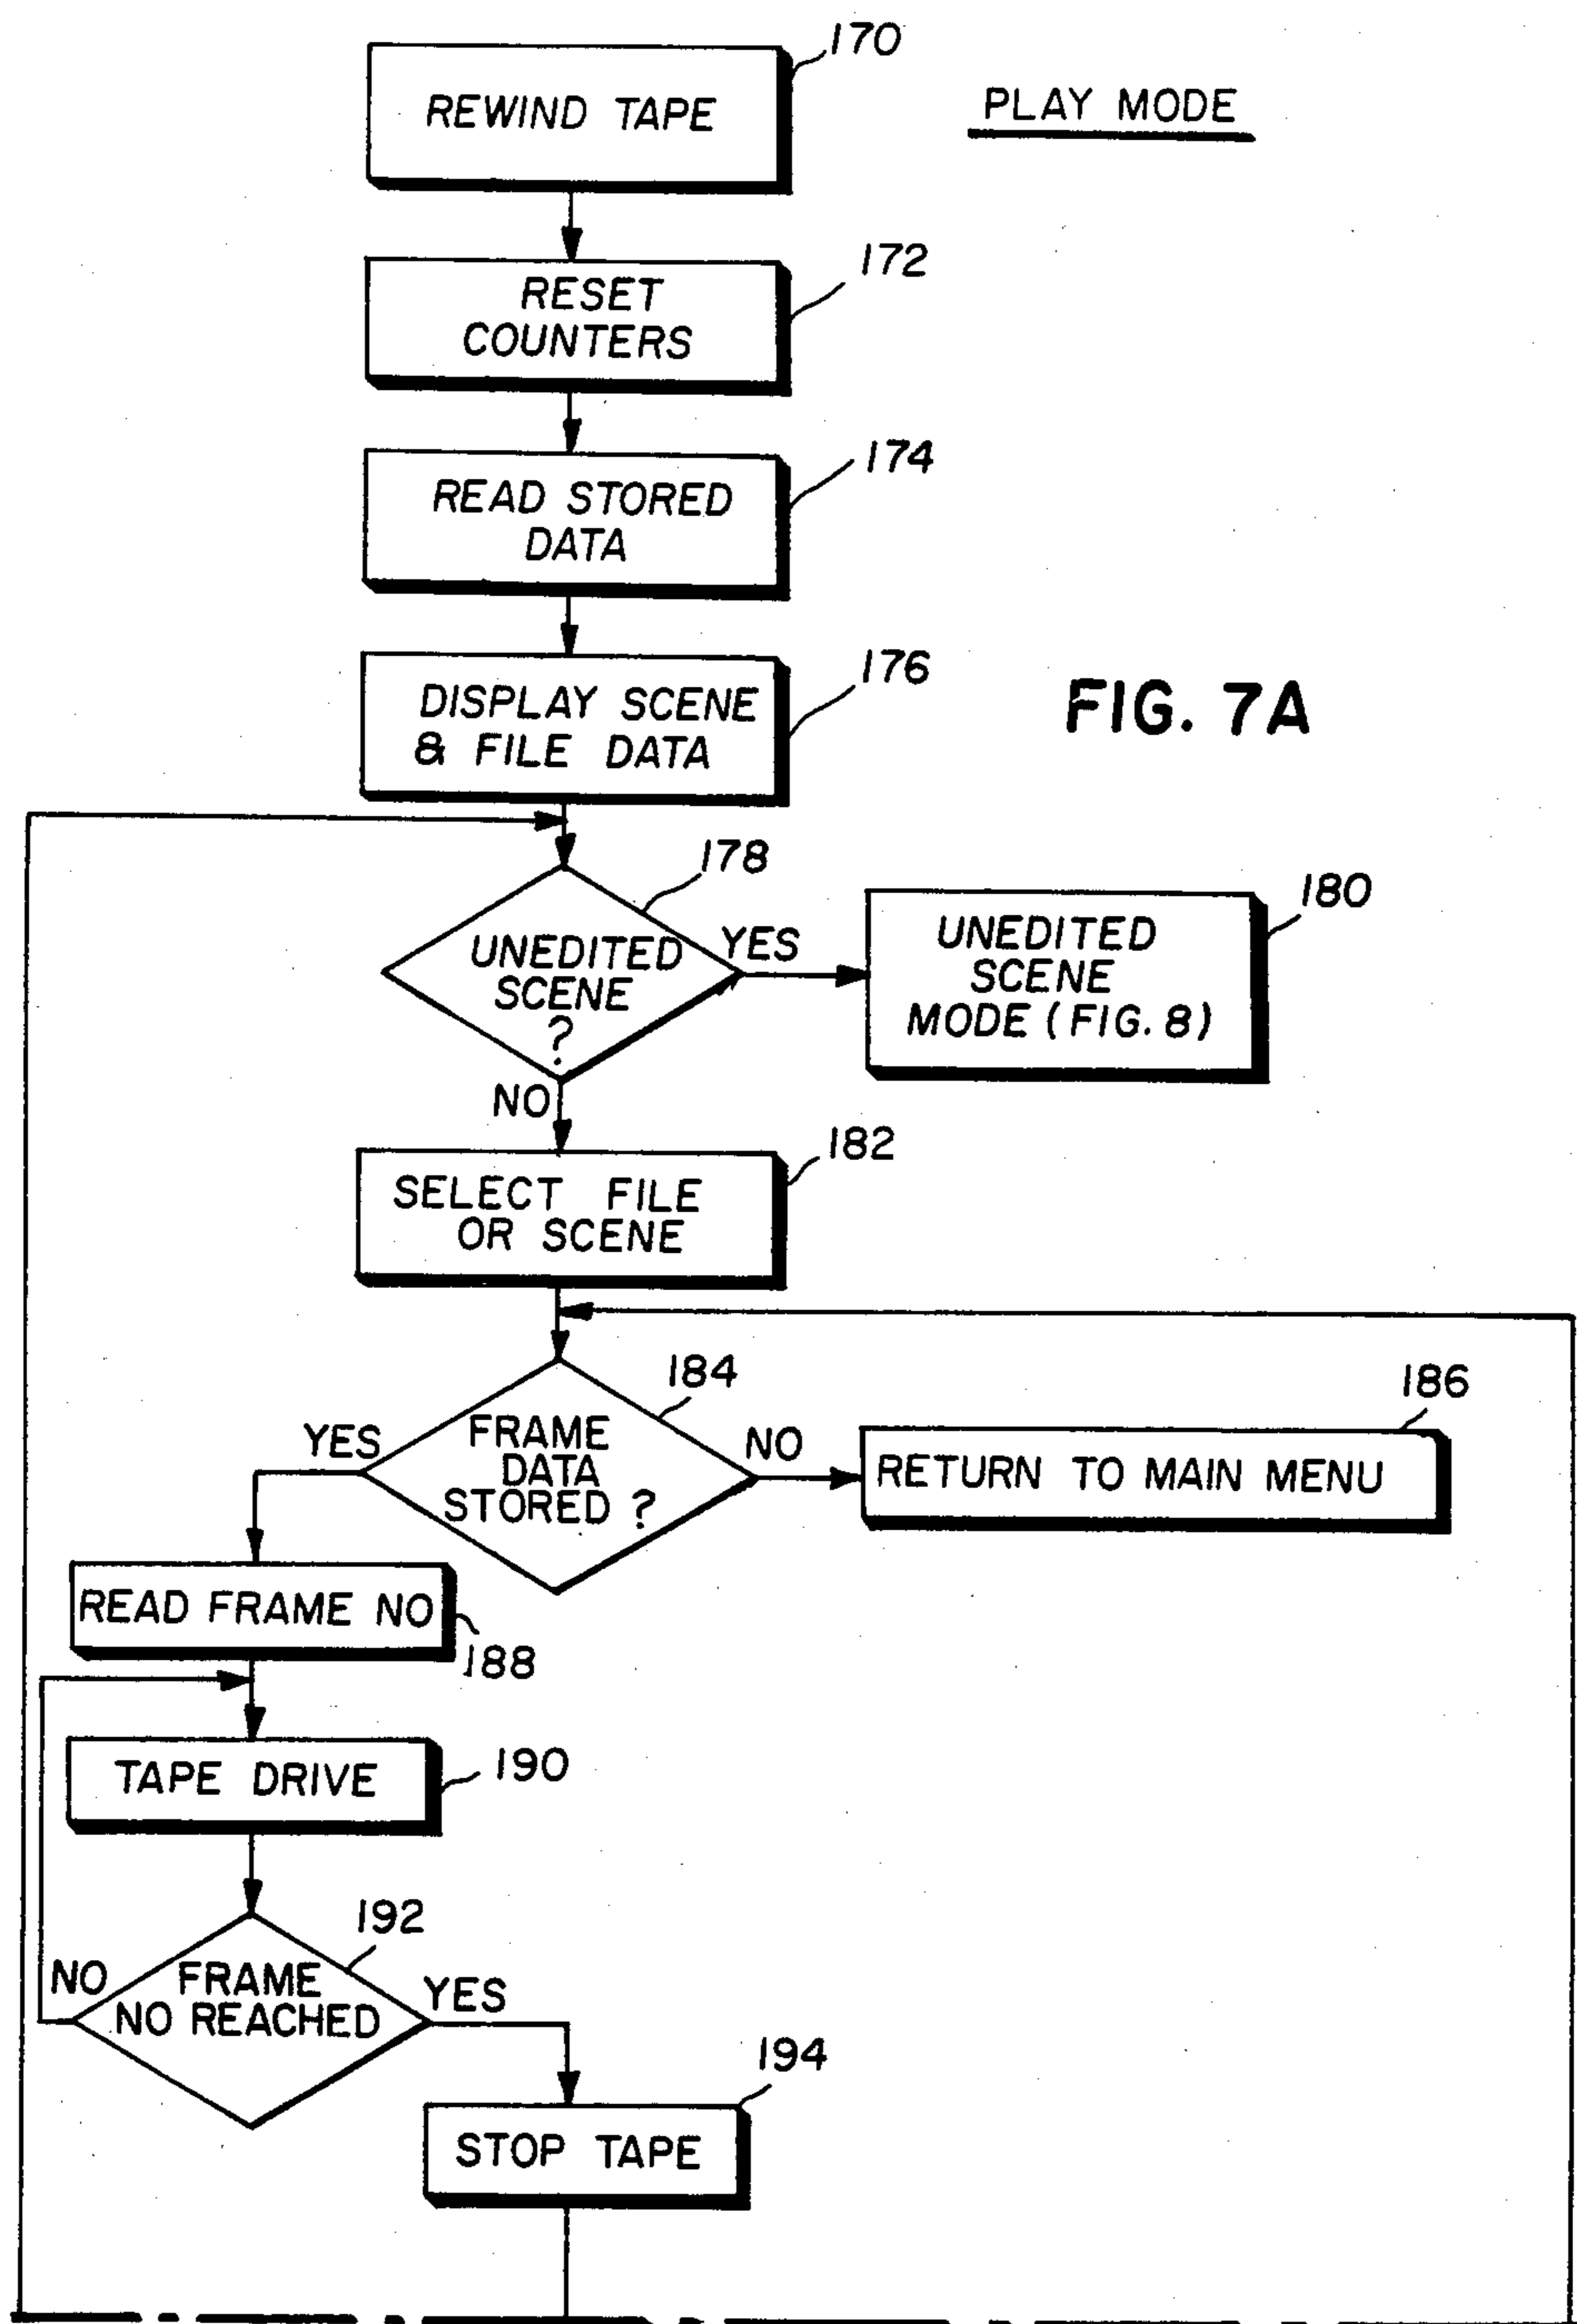 170
REWIND TAPE
PLAY MODE
172
RESET
COUNTERS
174
READ STORED
DATA
176
DISPLAY SCENE
& FILE DATA
FIG. 7A
178
UNEDITED
SCENE
?
YES
180
UNEDITED
SCENE
MODE (FIG. 8)
NO
182
SELECT FILE
OR SCENE
184
FRAME
DATA
STORED ?
YES
NO
186
RETURN TO MAIN MENU
READ FRAME NO
188
TAPE DRIVE
190
192
NO
FRAME
NO REACHED
YES
194
STOP TAPE